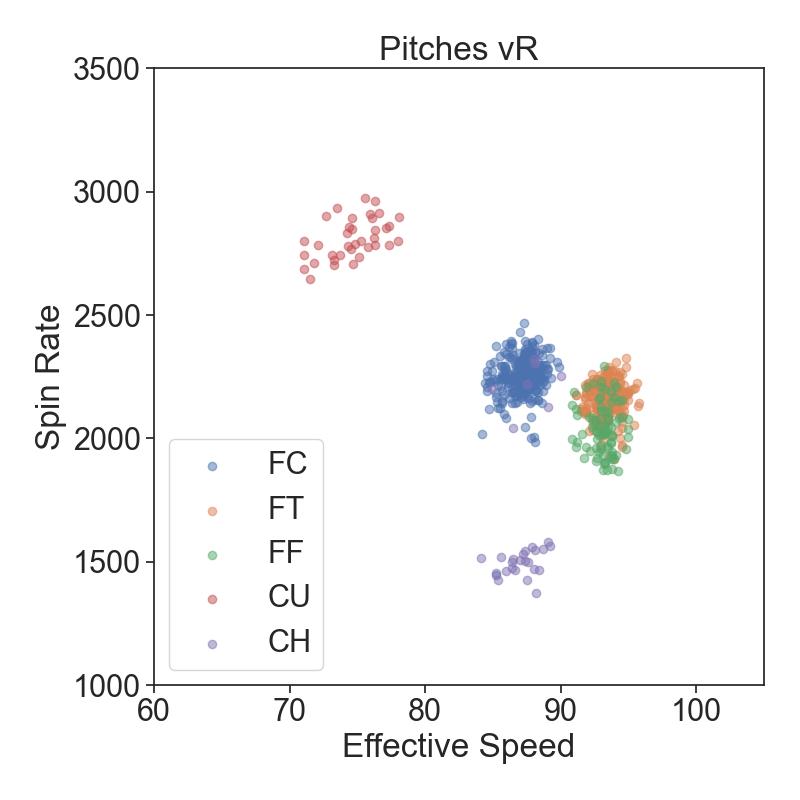 Pitches vR
3500
3000
2500
2000
1500
1000
Spin Rate
FC
FT
FF
CU
CH
60 70 80 90 100
Effective Speed